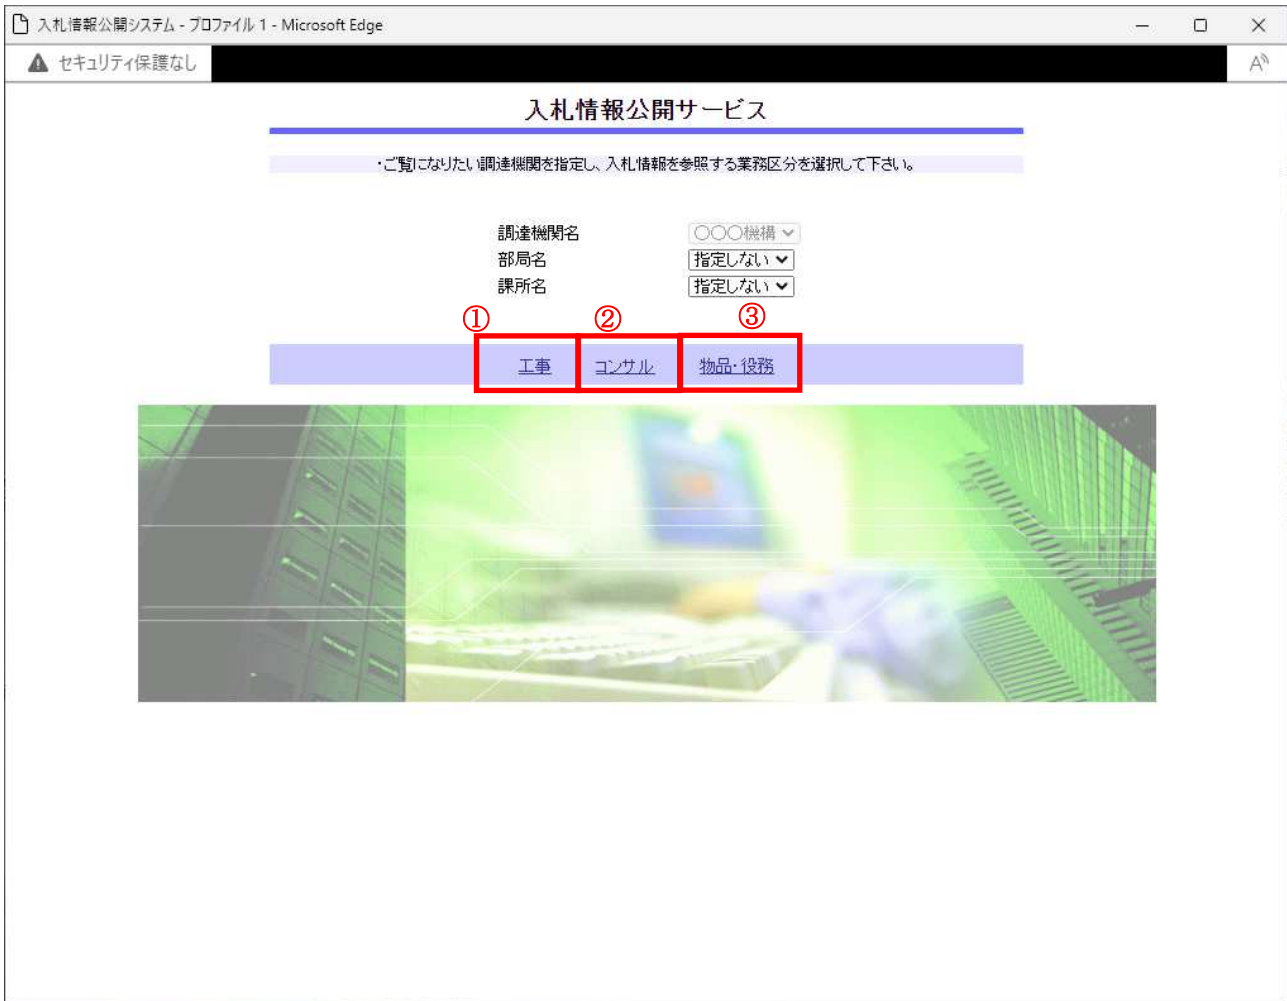 入札情報公開システム - プロファイル 1 - Microsoft Edge
セキュリティ保護なし
入札情報公開サービス
・ご覧になりたい調達機関を指定し、入札情報を参照する業務区分を選択して下さい。
調達機関名 〇〇〇機構
部局名 指定しない
課所名 指定しない
① ② ③
工事 コンサル 物品・役務